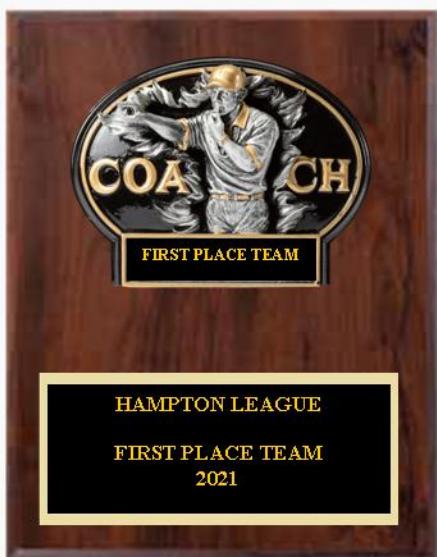 COACH
FIRST PLACE TEAM
HAMPTON LEAGUE
FIRST PLACE TEAM
2021